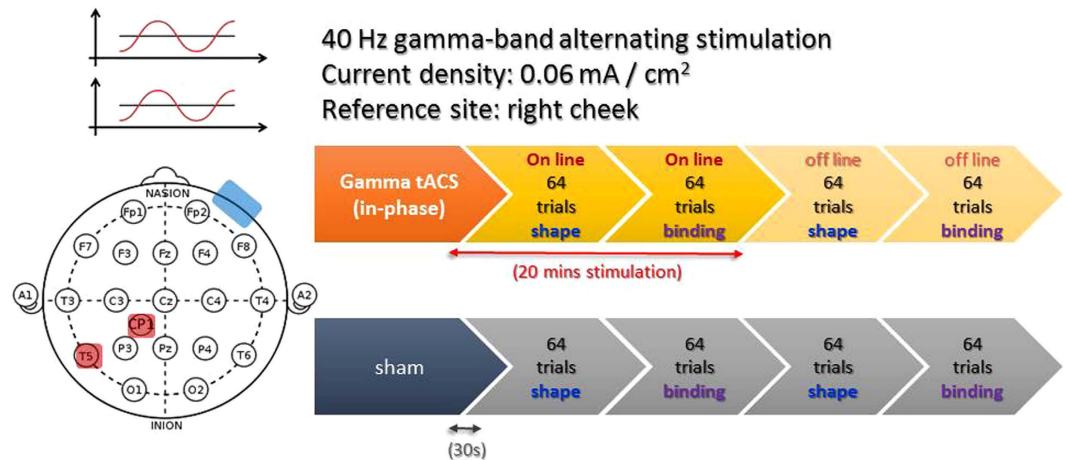 40 Hz gamma-band alternating stimulation
Current density: 0.06 mA / cm²
Reference site: right cheek
NASION
Fp1 Fp2
F7 F3 Fz F4 F8
A1 T3 C3 Cz C4 T4 A2
CP1
T5 P3 Pz P4 T6
O1 O2
INION
Gamma tACS
(in-phase)
On line
64
trials
shape
On line
64
trials
binding
off line
64
trials
shape
off line
64
trials
binding
(20 mins stimulation)
sham
64
trials
shape
64
trials
binding
64
trials
shape
64
trials
binding
(30s)